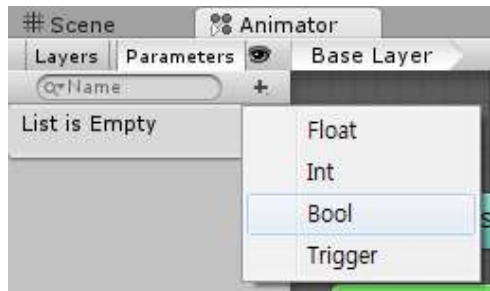 # Scene Animator
Layers Parameters Base Layer
Name
+
List is Empty
Float
Int
Bool
Trigger
S